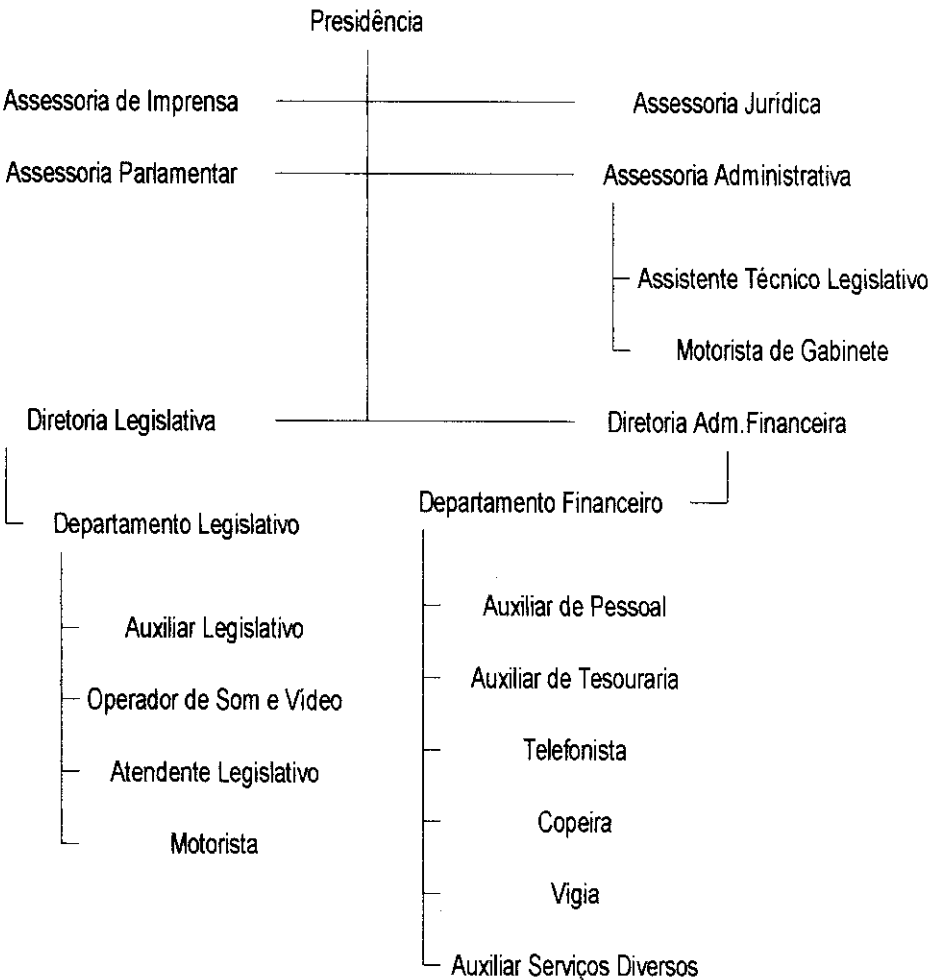 Presidência
Assessoria de Imprensa
Assessoria Jurídica
Assessoria Parlamentar
Assessoria Administrativa
Assistente Técnico Legislativo
Motorista de Gabinete
Diretoria Legislativa
Diretoria Adm.Financeira
Departamento Financeiro
Departamento Legislativo
Auxiliar de Pessoal
Auxiliar Legislativo
Auxiliar de Tesouraria
Operador de Som e Vídeo
Telefonista
Atendente Legislativo
Copeira
Motorista
Vigia
Auxiliar Serviços Diversos